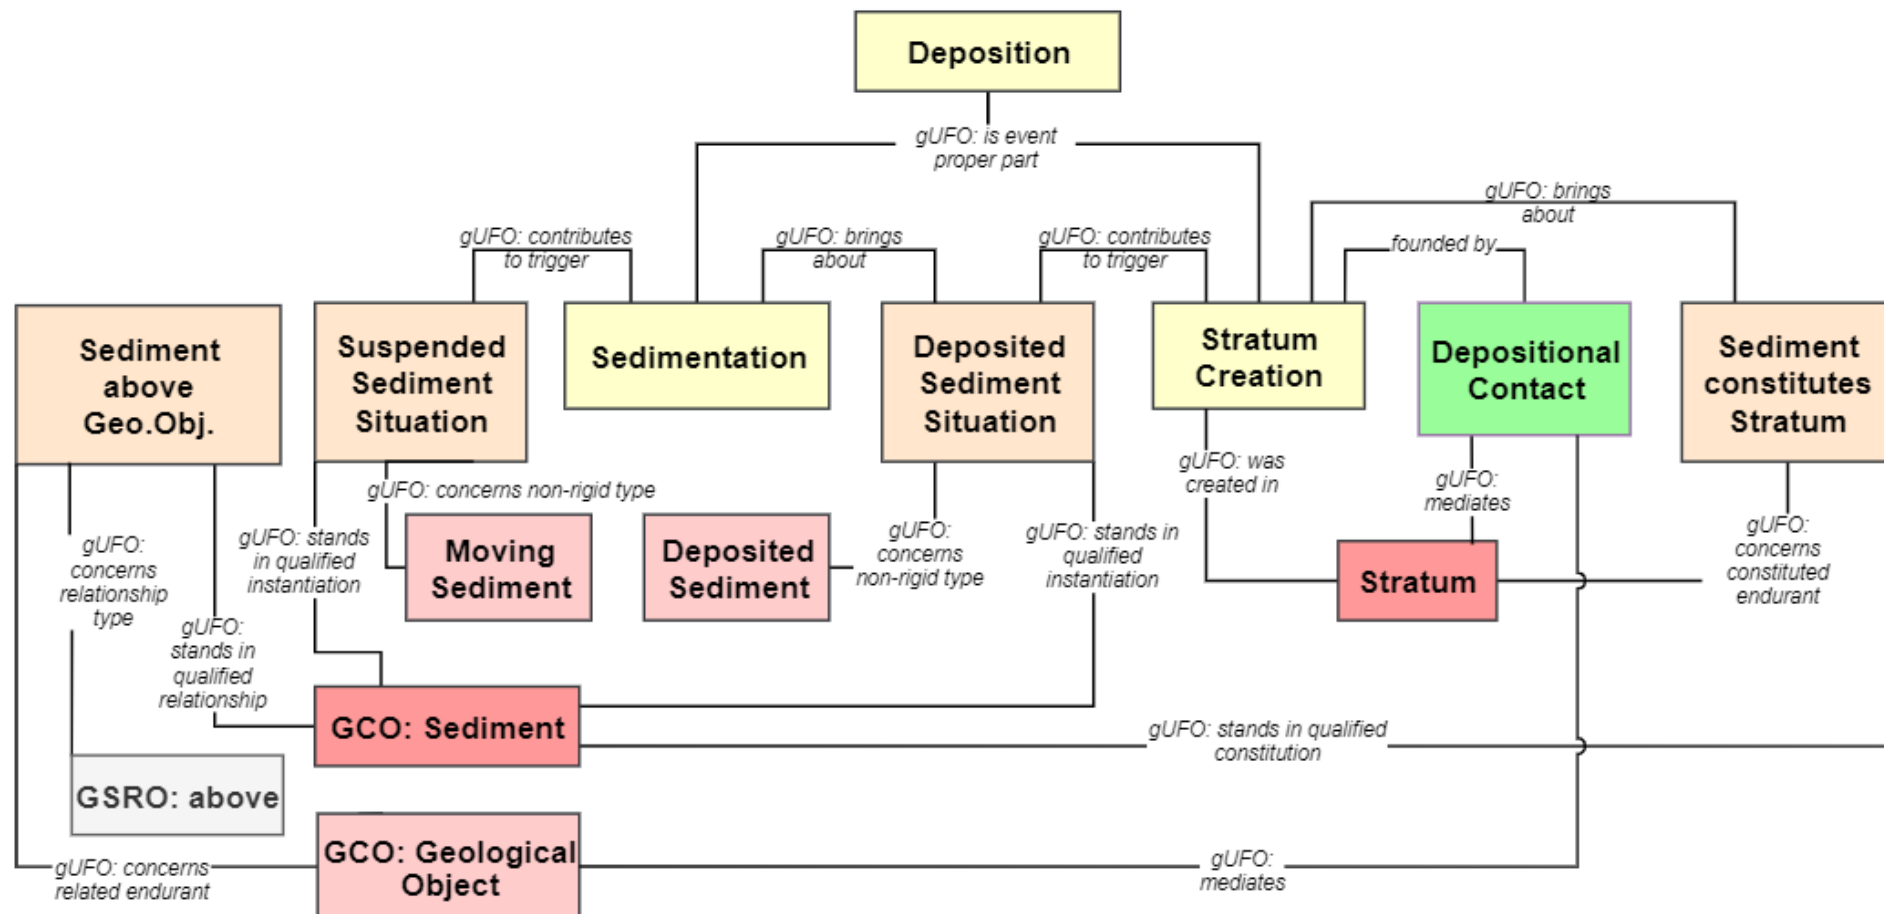 Deposition
gUFO: is event
proper part
gUFO: brings
about
gUFO: contributes
to trigger
gUFO: brings
about
gUFO: contributes
to trigger
founded by
Sediment
above
Geo.Obj.
Suspended
Sediment
Situation
Sedimentation
Deposited
Sediment
Situation
Stratum
Creation
Depositional
Contact
Sediment
constitutes
Stratum
gUFO: concerns non-rigid type
gUFO: was
created in
gUFO:
mediates
gUFO:
concerns
relationship
type
gUFO: stands
in qualified
instantiation
Moving
Sediment
Deposited
Sediment
gUFO:
concerns
non-rigid type
gUFO: stands in
qualified
instantiation
Stratum
gUFO:
concerns
constituted
endurant
gUFO:
stands in
qualified
relationship
GCO: Sediment
gUFO: stands in qualified
constitution
GSRO: above
GCO: Geological
Object
gUFO: concerns
related endurant
gUFO:
mediates